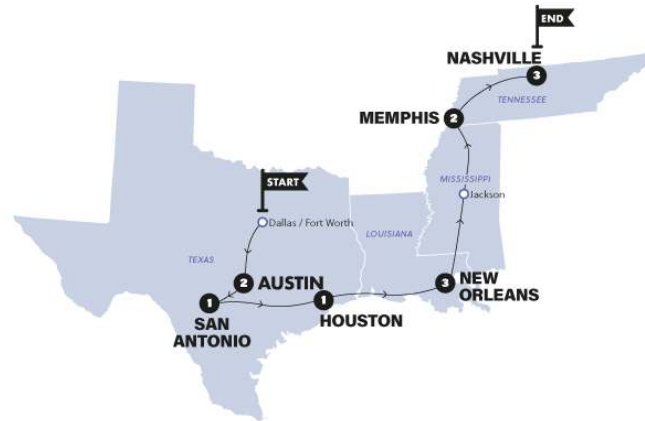 END
NASHVILLE
3
TENNESSEE
MEMPHIS
2
MISSISSIPPI
Jackson
START
Dallas / Fort Worth
LOUISIANA
TEXAS
2
AUSTIN
1
SAN
ANTONIO
1
HOUSTON
3
NEW
ORLEANS